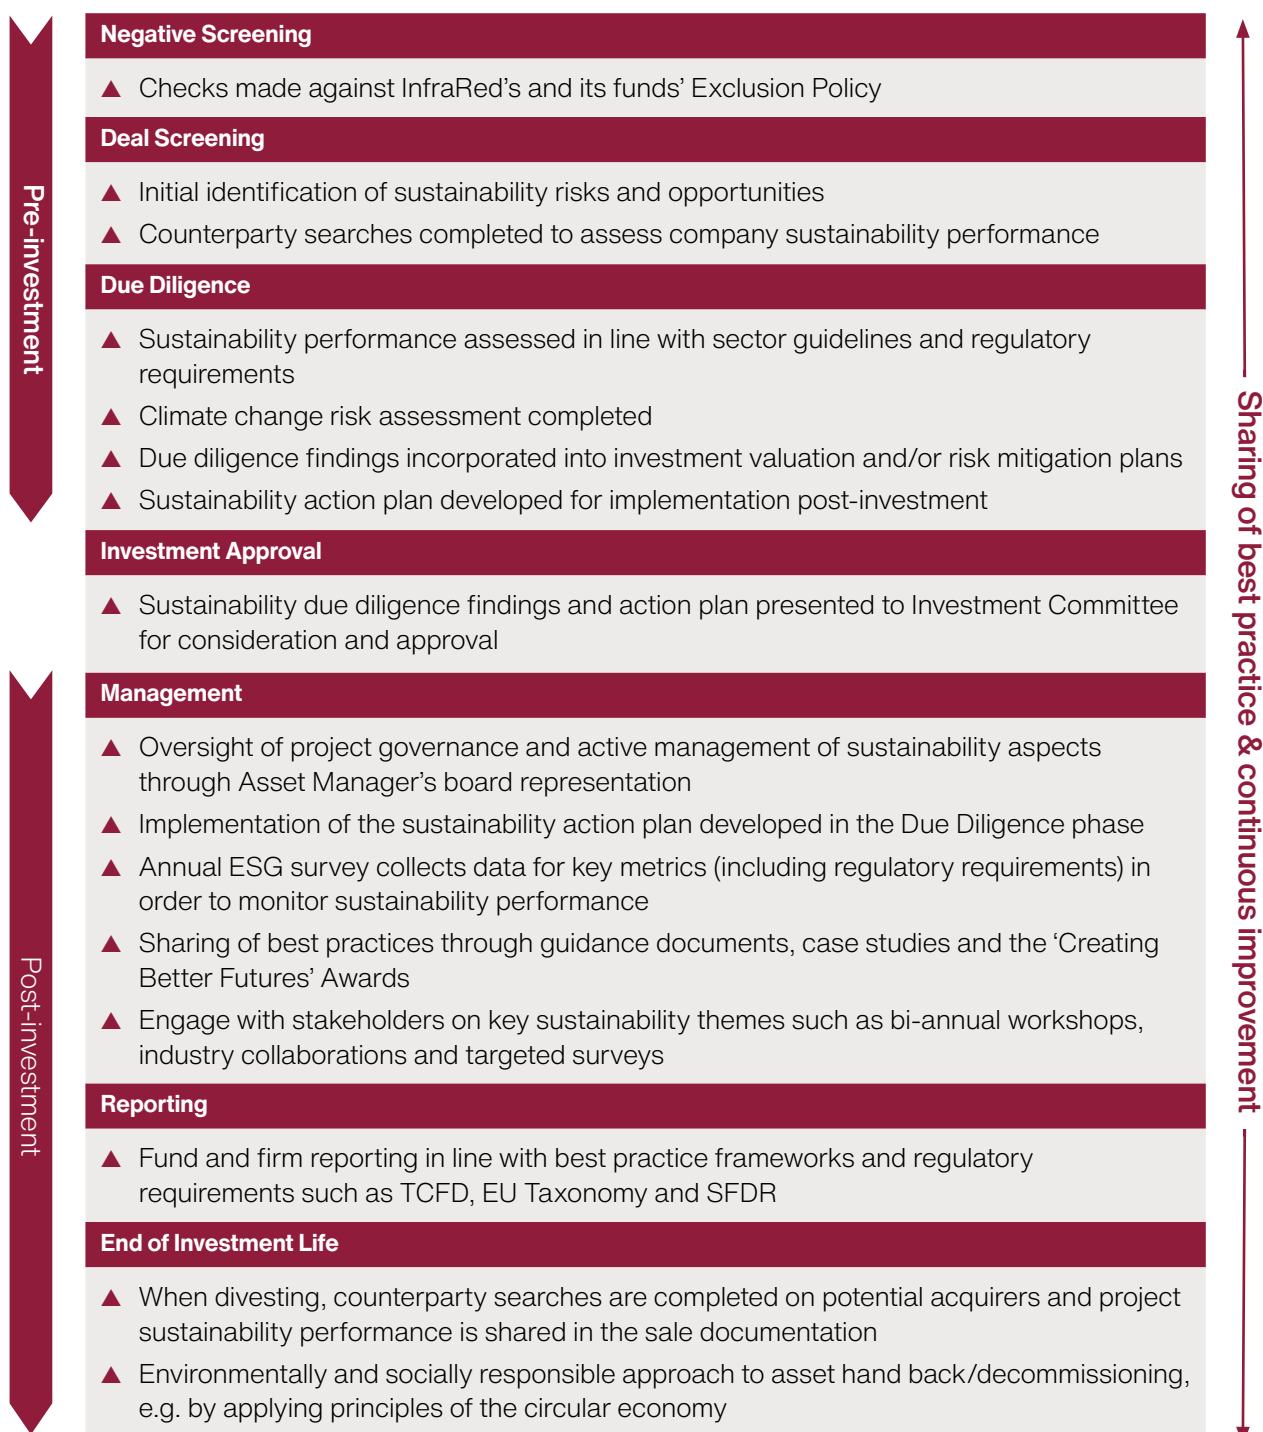 Negative Screening
▲ Checks made against InfraRed's and its funds' Exclusion Policy
Deal Screening
▲ Initial identification of sustainability risks and opportunities
▲ Counterparty searches completed to assess company sustainability performance
Due Diligence
▲ Sustainability performance assessed in line with sector guidelines and regulatory
requirements
▲ Climate change risk assessment completed
▲ Due diligence findings incorporated into investment valuation and/or risk mitigation plans
▲ Sustainability action plan developed for implementation post-investment
Pre-investment
Investment Approval
▲ Sustainability due diligence findings and action plan presented to Investment Committee
for consideration and approval
Management
▲ Oversight of project governance and active management of sustainability aspects
through Asset Manager's board representation
▲ Implementation of the sustainability action plan developed in the Due Diligence phase
▲ Annual ESG survey collects data for key metrics (including regulatory requirements) in
order to monitor sustainability performance
▲ Sharing of best practices through guidance documents, case studies and the 'Creating
Better Futures' Awards
▲ Engage with stakeholders on key sustainability themes such as bi-annual workshops,
industry collaborations and targeted surveys
Reporting
▲ Fund and firm reporting in line with best practice frameworks and regulatory
requirements such as TCFD, EU Taxonomy and SFDR
End of Investment Life
▲ When divesting, counterparty searches are completed on potential acquirers and project
sustainability performance is shared in the sale documentation
▲ Environmentally and socially responsible approach to asset hand back/decommissioning,
e.g. by applying principles of the circular economy
Post-investment
Sharing of best practice & continuous improvement